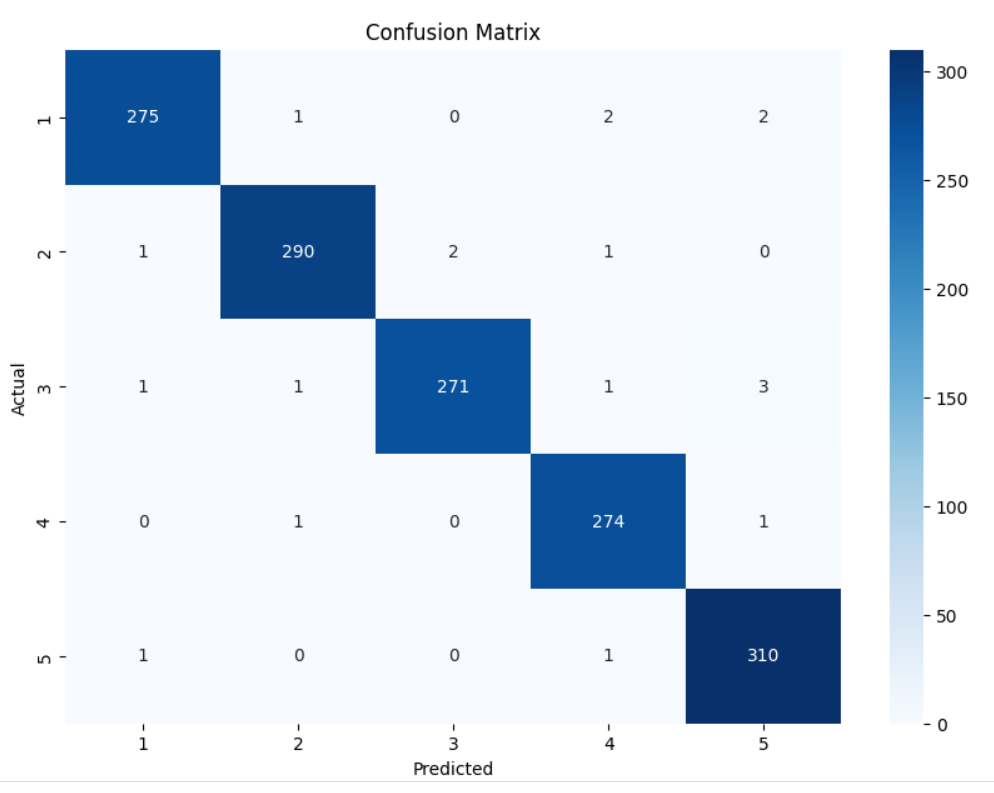 Confusion Matrix
1 275 1 0 2 2
2 1 290 2 1 0
3 1 1 271 1 3
4 0 1 0 274 1
5 1 0 0 1 310
1 2 3 4 5
Predicted
Actual
300
250
200
150
100
50
0